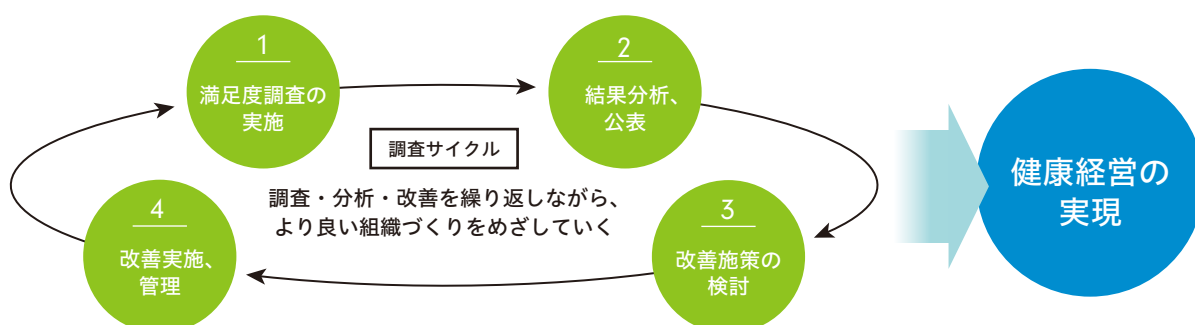 1
満足度調査の
実施
2
結果分析、
公表
調査サイクル
調査・分析・改善を繰り返しながら、
より良い組織づくりをめざしていく
3
改善施策の
検討
4
改善実施、
管理
健康経営の
実現